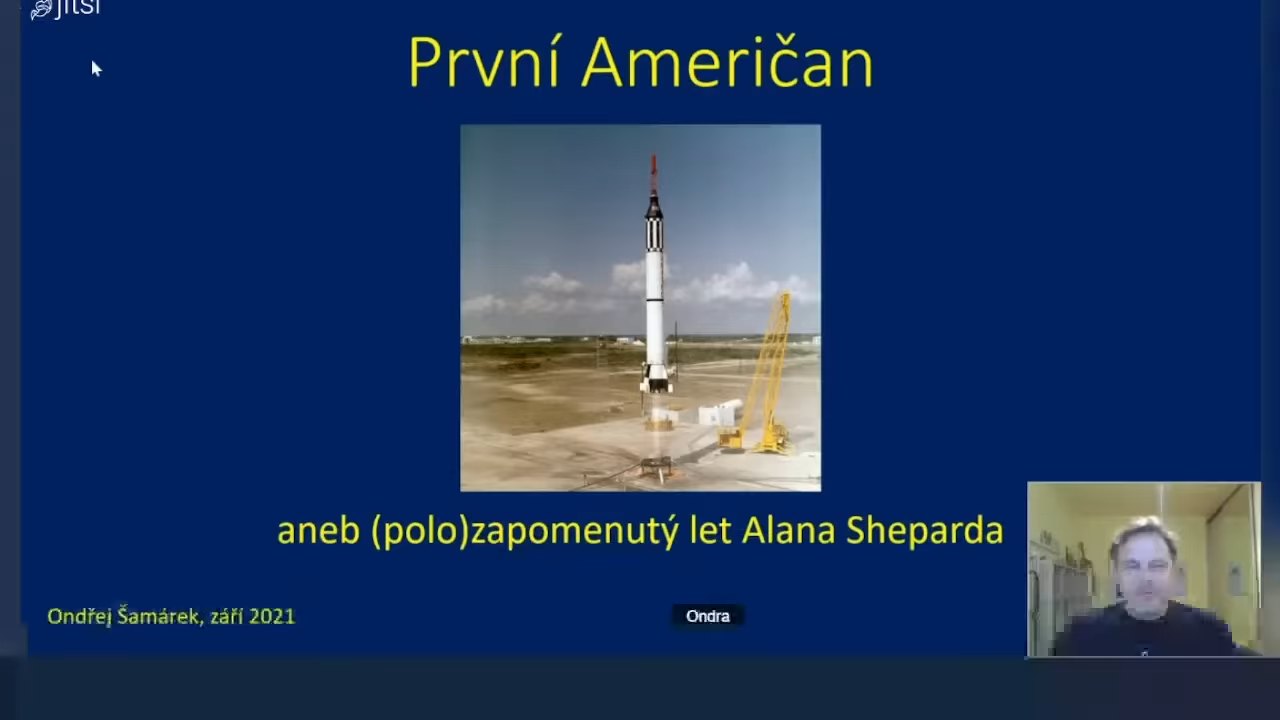 jitsi
První Američan
aneb (polo)zapomenutý let Alana Sheparda
Ondřej Šamárek, září 2021
Ondra